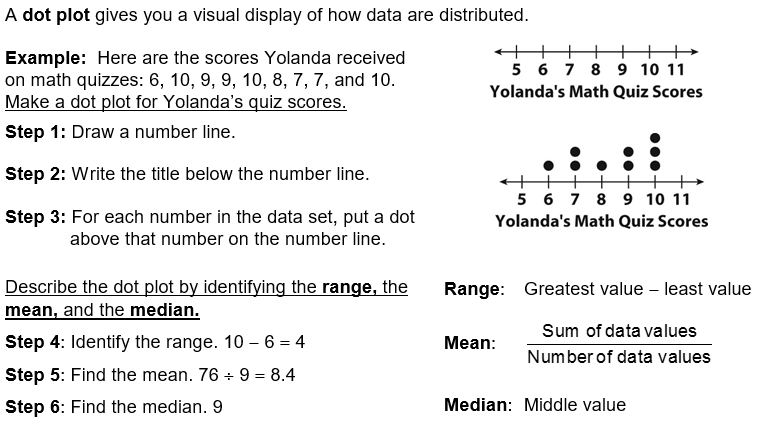 A dot plot gives you a visual display of how data are distributed.
Example: Here are the scores Yolanda received
on math quizzes: 6, 10, 9, 9, 10, 8, 7, 7, and 10.
Make a dot plot for Yolanda's quiz scores.
5 6 7 8 9 10 11
Yolanda's Math Quiz Scores
Step 1: Draw a number line.
Step 2: Write the title below the number line.
Step 3: For each number in the data set, put a dot
above that number on the number line.
5 6 7 8 9 10 11
Yolanda's Math Quiz Scores
Describe the dot plot by identifying the range, the
mean, and the median.
Step 4: Identify the range. 10 – 6 = 4
Step 5: Find the mean. 76 ÷ 9 = 8.4
Step 6: Find the median. 9
Range: Greatest value – least value
Mean: Sum of data values
Number of data values
Median: Middle value